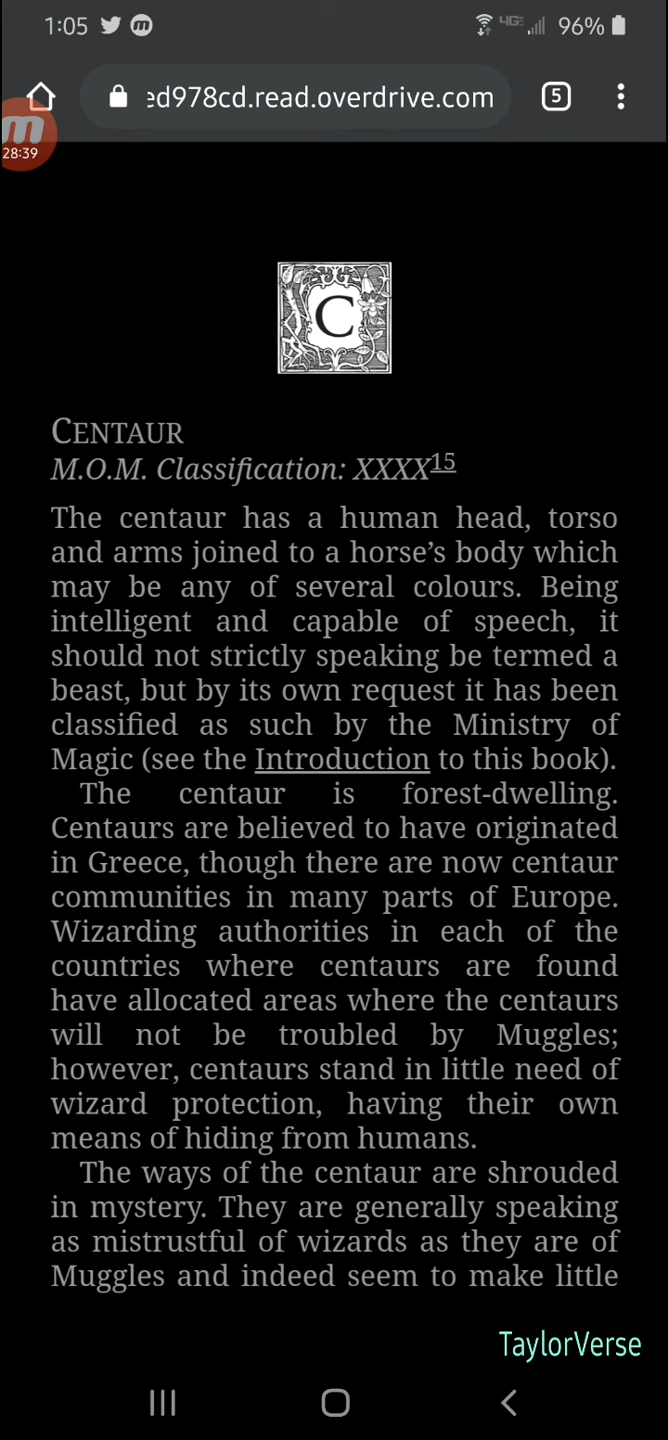 1:05 m 4GE 96%
ed978cd.read.overdrive.com 5
m
28:39
C
CENTAUR
M.O.M. Classification: XXXX15
The centaur has a human head, torso
and arms joined to a horse’s body which
may be any of several colours. Being
intelligent and capable of speech, it
should not strictly speaking be termed a
beast, but by its own request it has been
classified as such by the Ministry of
Magic (see the Introduction to this book).
The centaur is forest-dwelling.
Centaurs are believed to have originated
in Greece, though there are now centaur
communities in many parts of Europe.
Wizarding authorities in each of the
countries where centaurs are found
have allocated areas where the centaurs
will not be troubled by Muggles;
however, centaurs stand in little need of
wizard protection, having their own
means of hiding from humans.
The ways of the centaur are shrouded
in mystery. They are generally speaking
as mistrustful of wizards as they are of
Muggles and indeed seem to make little
TaylorVerse